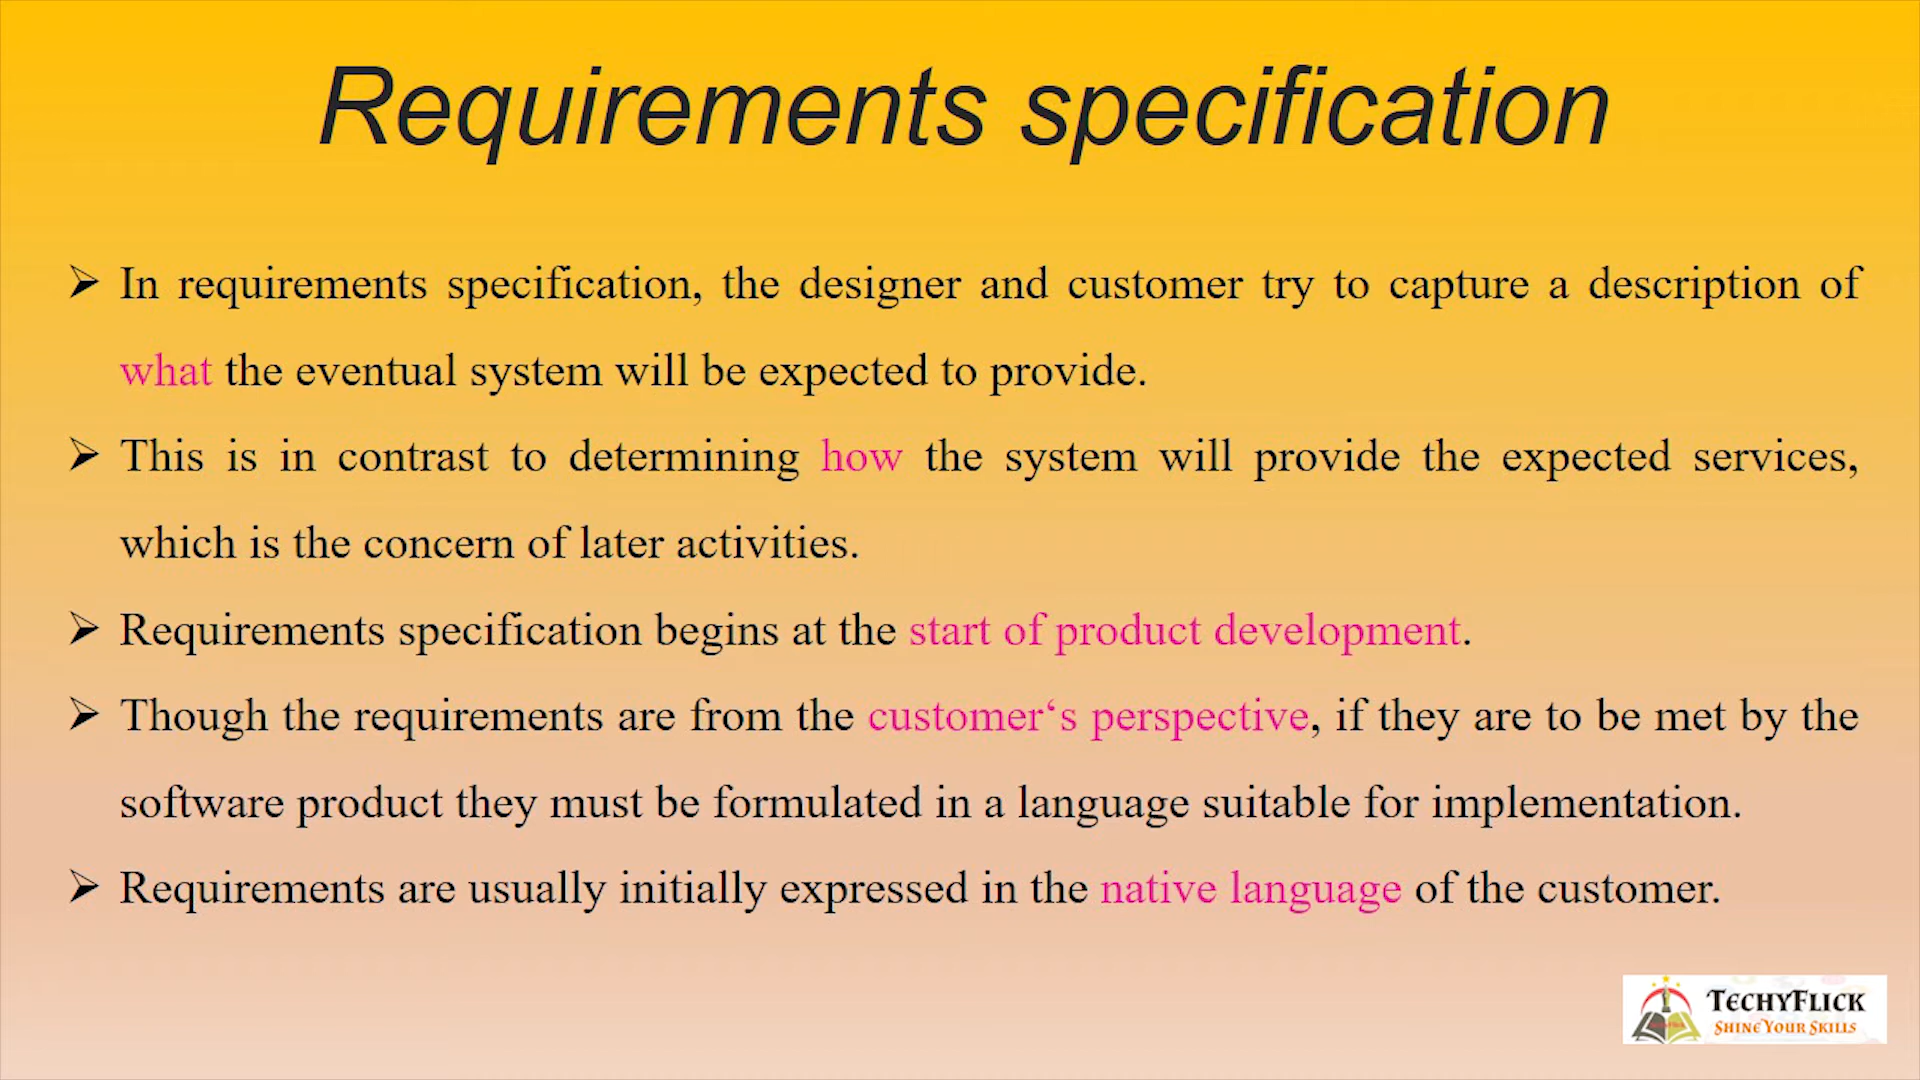 Requirements specification
➢ In requirements specification, the designer and customer try to capture a description of
what the eventual system will be expected to provide.
➢ This is in contrast to determining how the system will provide the expected services,
which is the concern of later activities.
➢ Requirements specification begins at the start of product development.
➢ Though the requirements are from the customer‘s perspective, if they are to be met by the
software product they must be formulated in a language suitable for implementation.
➢ Requirements are usually initially expressed in the native language of the customer.
TECHYFLICK
SHINE YOUR SKILLS